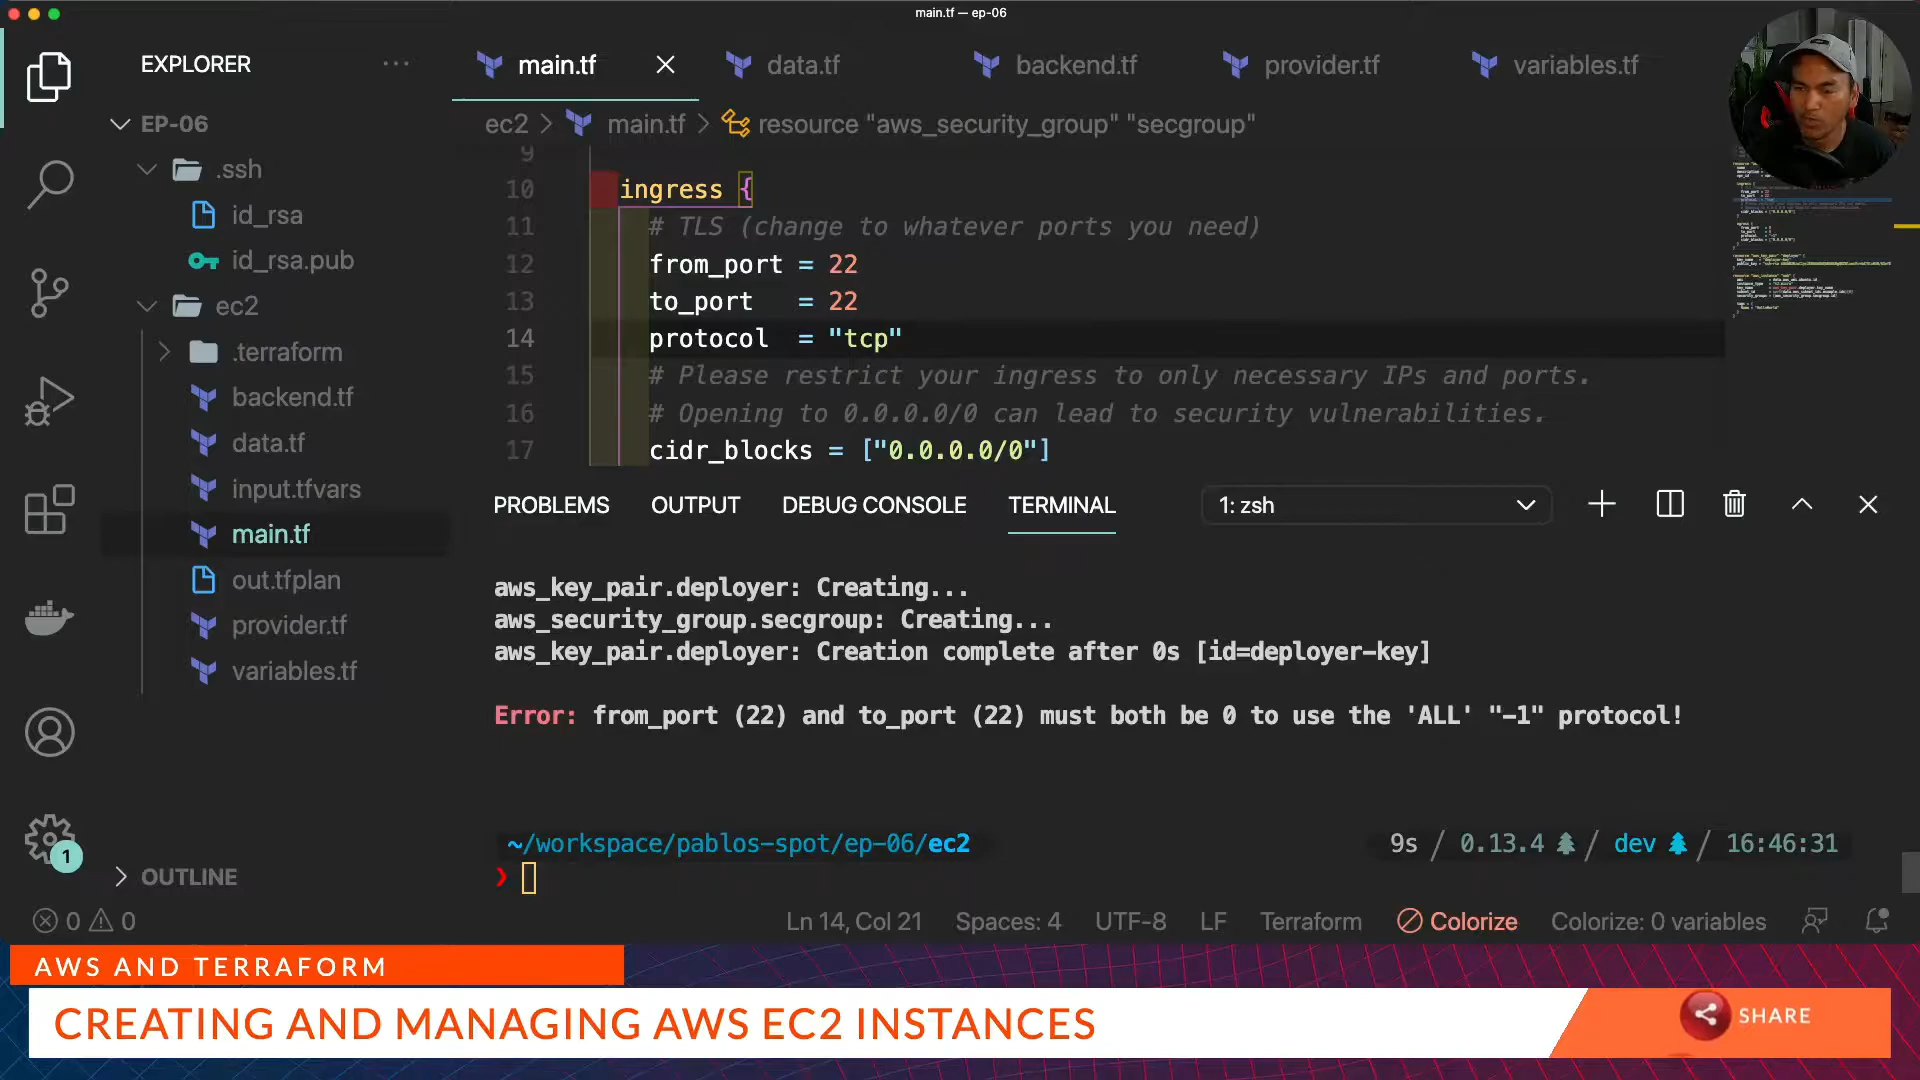 main.tf — ep-06
EXPLORER
main.tf
data.tf
backend.tf
provider.tf
variables.tf
EP-06
.ssh
id_rsa
id_rsa.pub
ec2
.terraform
backend.tf
data.tf
input.tfvars
main.tf
out.tfplan
provider.tf
variables.tf
OUTLINE
ec2 > main.tf > resource "aws_security_group" "secgroup"
9
10 ingress {
11 # TLS (change to whatever ports you need)
12 from_port = 22
13 to_port = 22
14 protocol = "tcp"
15 # Please restrict your ingress to only necessary IPs and ports.
16 # Opening to 0.0.0.0/0 can lead to security vulnerabilities.
17 cidr_blocks = ["0.0.0.0/0"]
PROBLEMS OUTPUT DEBUG CONSOLE TERMINAL 1: zsh
aws_key_pair.deployer: Creating...
aws_security_group.secgroup: Creating...
aws_key_pair.deployer: Creation complete after 0s [id=deployer-key]
Error: from_port (22) and to_port (22) must both be 0 to use the 'ALL' "-1" protocol!
~/workspace/pablos-spot/ep-06/ec2 9s / 0.13.4 / dev / 16:46:31
❯
1
0 0 Ln 14, Col 21 Spaces: 4 UTF-8 LF Terraform Colorize Colorize: 0 variables
AWS AND TERRAFORM
CREATING AND MANAGING AWS EC2 INSTANCES
SHARE